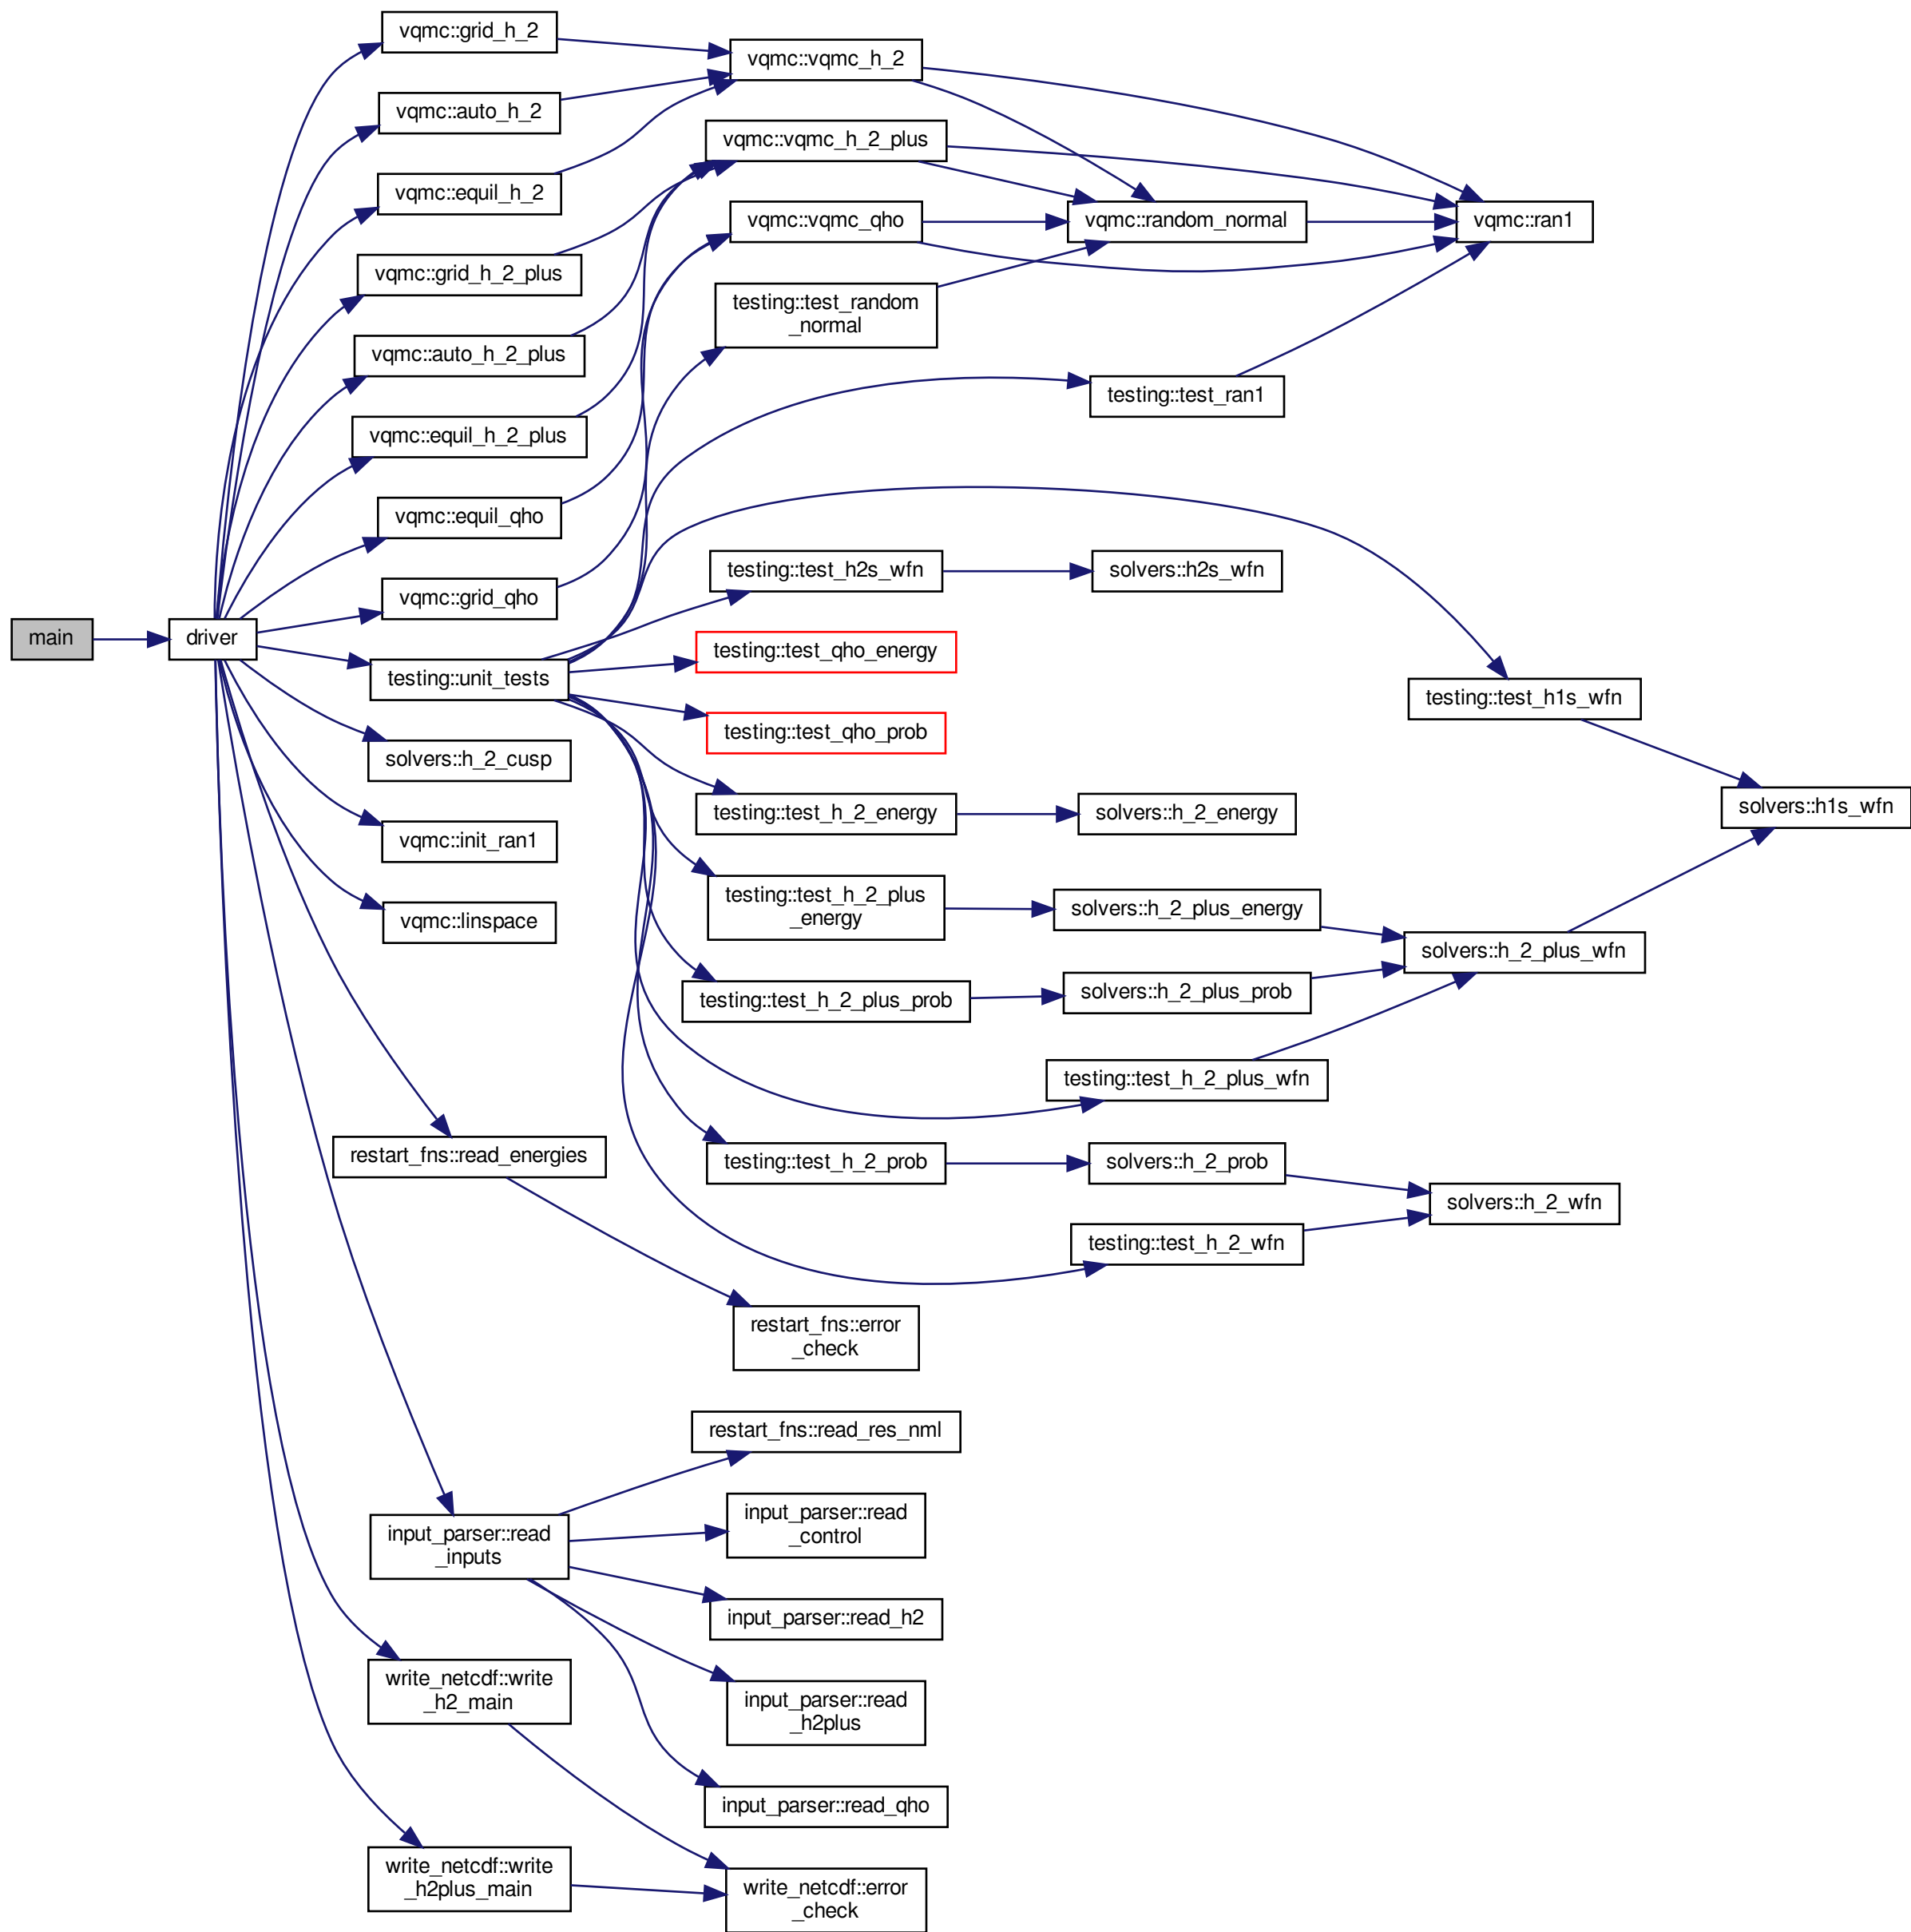 main
driver
vqmc::grid_h_2
vqmc::auto_h_2
vqmc::equil_h_2
vqmc::grid_h_2_plus
vqmc::auto_h_2_plus
vqmc::equil_h_2_plus
vqmc::equil_qho
vqmc::grid_qho
testing::unit_tests
solvers::h_2_cusp
vqmc::init_ran1
vqmc::linspace
restart_fns::read_energies
input_parser::read
_inputs
write_netcdf::write
_h2_main
write_netcdf::write
_h2plus_main
vqmc::vqmc_h_2
vqmc::vqmc_h_2_plus
vqmc::vqmc_qho
testing::test_random
_normal
testing::test_h2s_wfn
testing::test_qho_energy
testing::test_qho_prob
testing::test_h_2_energy
testing::test_h_2_plus
_energy
testing::test_h_2_plus_prob
testing::test_h_2_prob
restart_fns::error
_check
restart_fns::read_res_nml
input_parser::read
_control
input_parser::read_h2
input_parser::read
_h2plus
input_parser::read_qho
write_netcdf::error
_check
vqmc::random_normal
testing::test_ran1
solvers::h2s_wfn
solvers::h_2_energy
solvers::h_2_plus_energy
solvers::h_2_plus_prob
testing::test_h_2_plus_wfn
solvers::h_2_prob
testing::test_h_2_wfn
vqmc::ran1
testing::test_h1s_wfn
solvers::h_2_plus_wfn
solvers::h_2_wfn
solvers::h1s_wfn